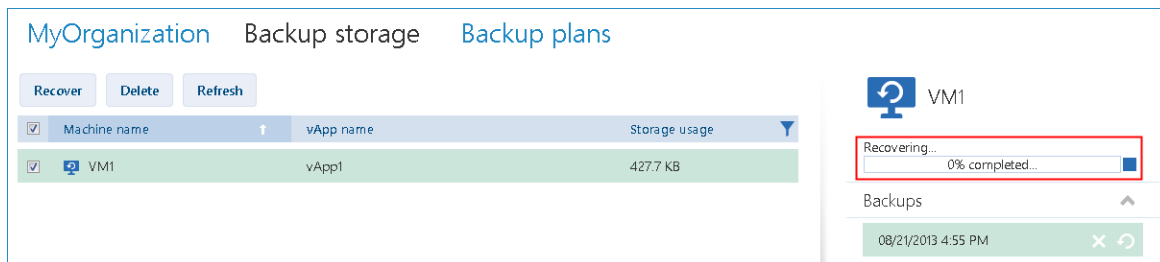 MyOrganization Backup storage Backup plans
Recover Delete Refresh
Machine name vApp name Storage usage
VM1 vApp1 427.7 KB
VM1
Recovering...
0% completed...
Backups
08/21/2013 4:55 PM